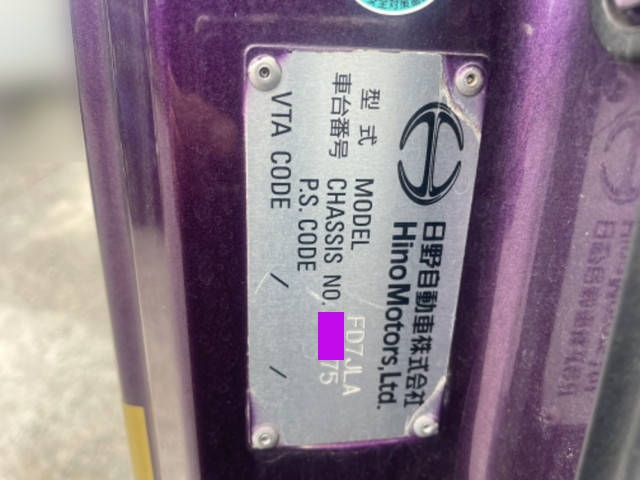 日野自動車株式会社
HinoMotors,Ltd.
型式 MODEL FD7JLA
車台番号 CHASSIS NO. 75
P.S. CODE
VTA CODE / /